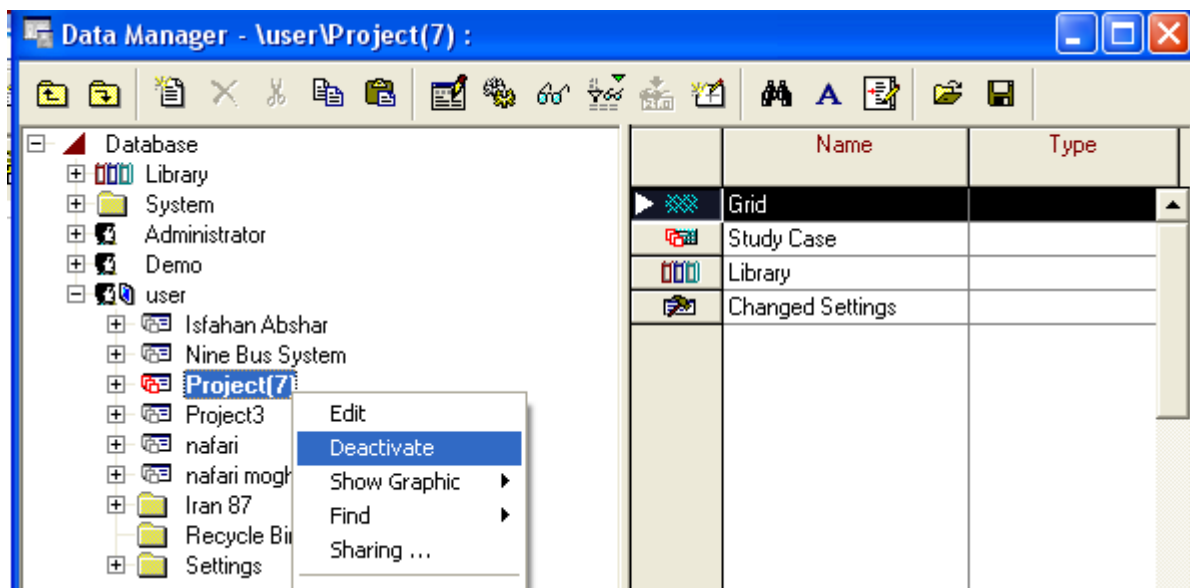 Data Manager - \user\Project(7) :
Database
Library
System
Administrator
Demo
user
Isfahan Abshar
Nine Bus System
Project(7)
Project3
nafari
nafari mogh
Iran 87
Recycle Bi
Settings
Edit
Deactivate
Show Graphic
Find
Sharing ...
Name Type
Grid
Study Case
Library
Changed Settings